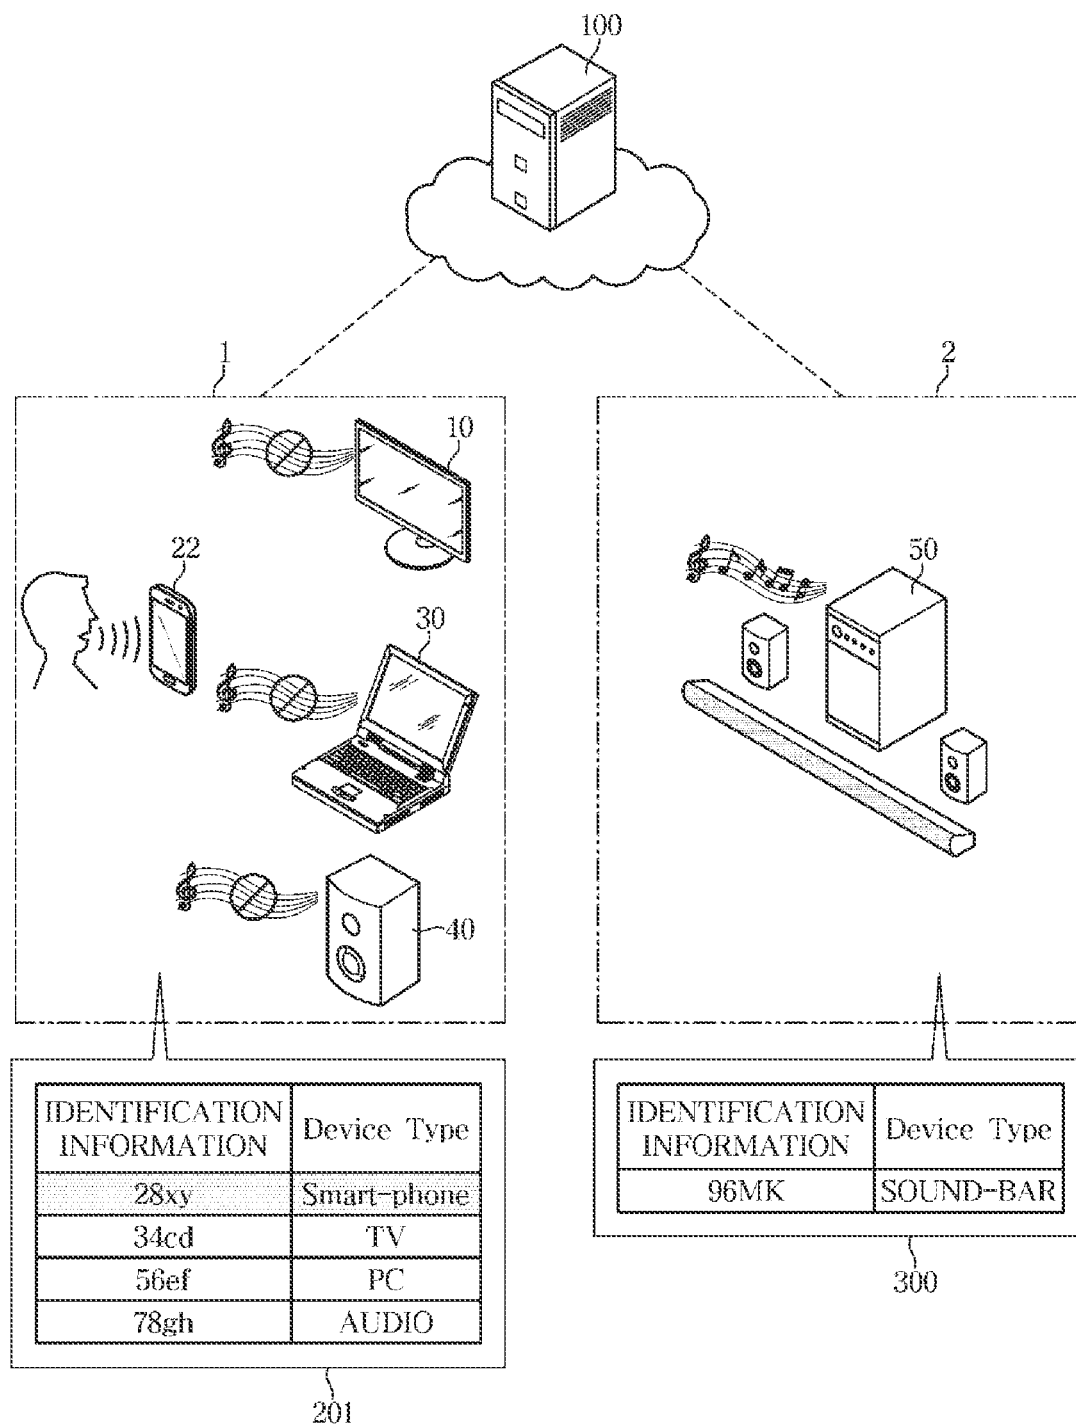 100
1
2
10
22
50
30
40
IDENTIFICATION INFORMATION
Device Type
28xy
Smart-phone
34cd
TV
56ef
PC
78gh
AUDIO
201
IDENTIFICATION INFORMATION
Device Type
96MK
SOUND-BAR
300